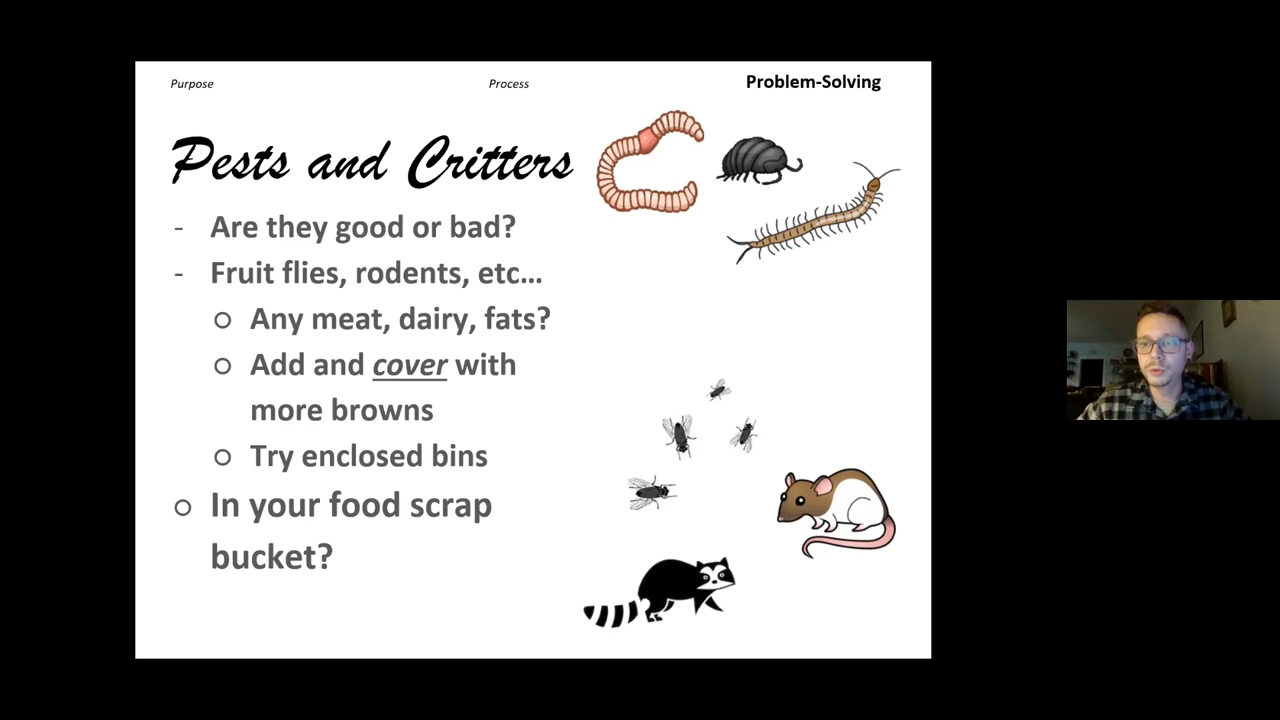 Purpose
Process
Problem-Solving
Pests and Critters
- Are they good or bad?
- Fruit flies, rodents, etc…
○ Any meat, dairy, fats?
○ Add and cover with
more browns
○ Try enclosed bins
○ In your food scrap
bucket?